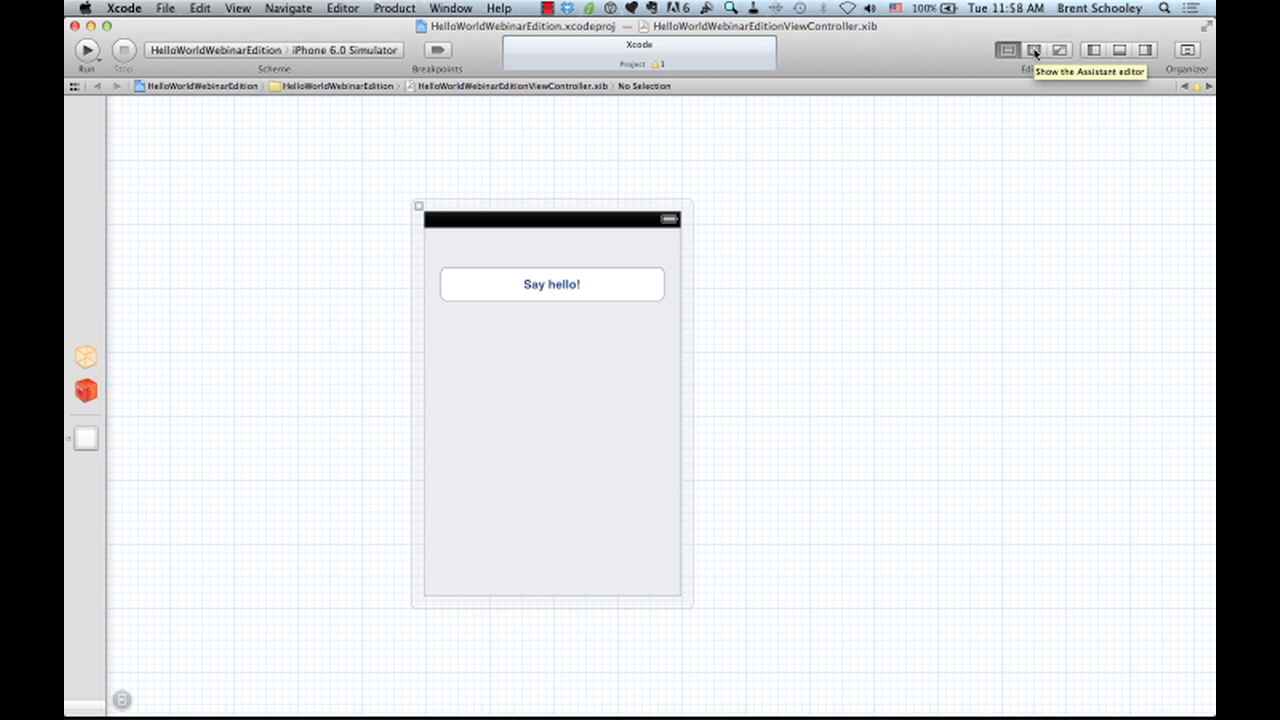 Xcode File Edit View Navigate Editor Product Window Help 6 100% Tue 11:58 AM Brent Schooley
HelloWorldWebinarEdition.xcodeproj — HelloWorldWebinarEditionViewController.xib
HelloWorldWebinarEdition › iPhone 6.0 Simulator
Xcode
Project 1
Run Stop Scheme Breakpoints Organizer
Show the Assistant editor
HelloWorldWebinarEdition › HelloWorldWebinarEdition › HelloWorldWebinarEditionViewController.xib › No Selection
Say hello!